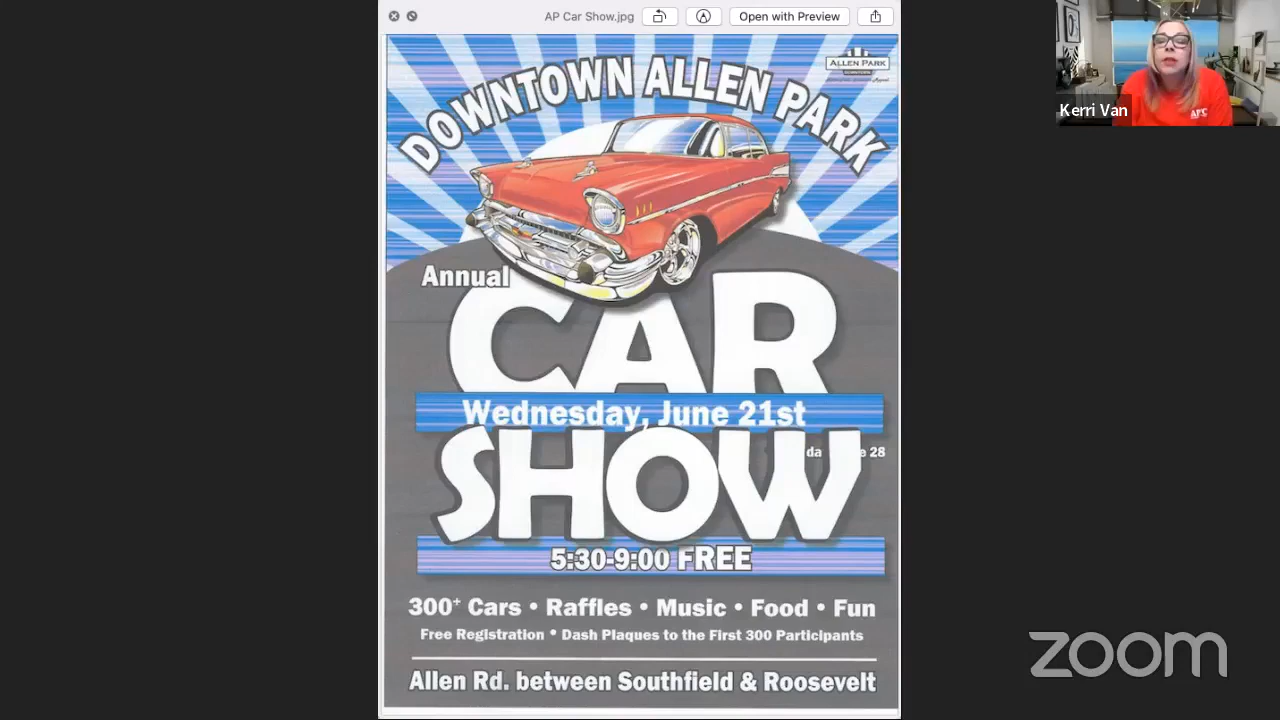 AP Car Show.jpg
Open with Preview
DOWNTOWN ALLEN PARK
ALLEN PARK
Kerri Van
Annual
CAR
Wednesday, June 21st
SHOW
28
5:30-9:00 FREE
300+ Cars • Raffles • Music • Food • Fun
Free Registration • Dash Plaques to the First 300 Participants
Allen Rd. between Southfield & Roosevelt
zoom